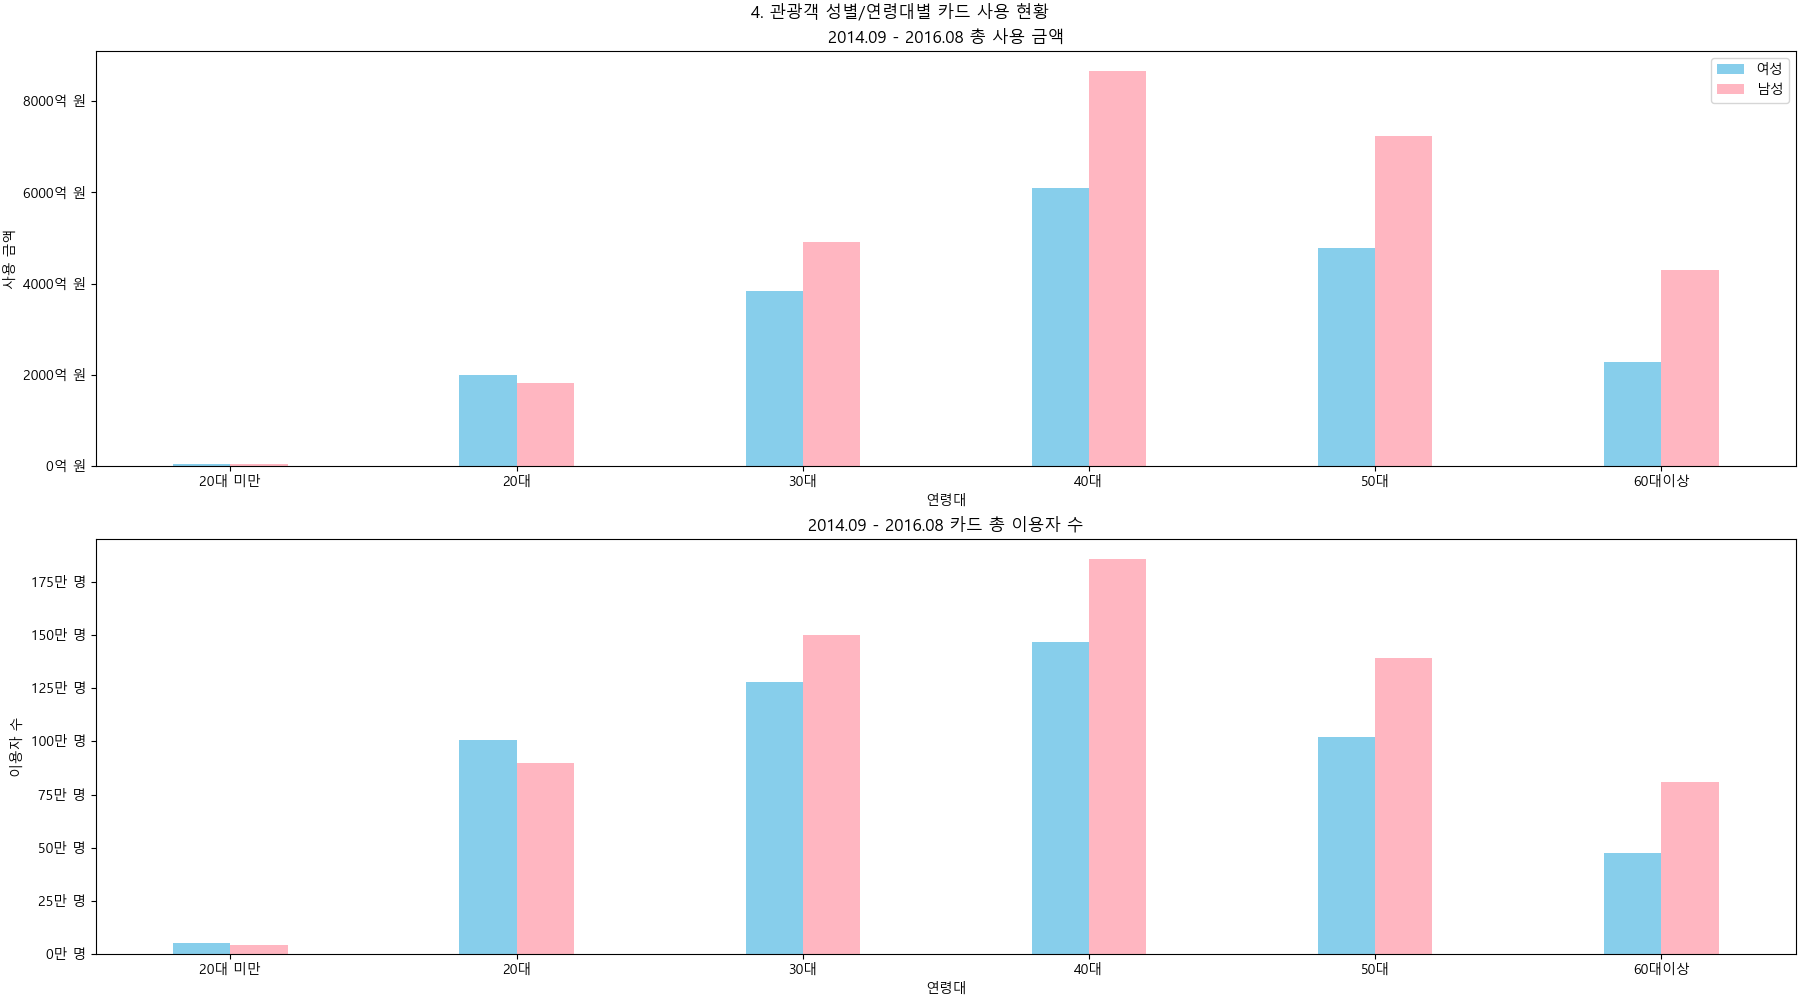 4. 관광객 성별/연령대별 카드 사용 현황
2014.09 - 2016.08 총 사용 금액
여성
남성
8000억 원
6000억 원
4000억 원
2000억 원
0억 원
사용 금액
20대 미만 20대 30대 40대 50대 60대이상
연령대
2014.09 - 2016.08 카드 총 이용자 수
175만 명
150만 명
125만 명
100만 명
75만 명
50만 명
25만 명
0만 명
이용자 수
20대 미만 20대 30대 40대 50대 60대이상
연령대